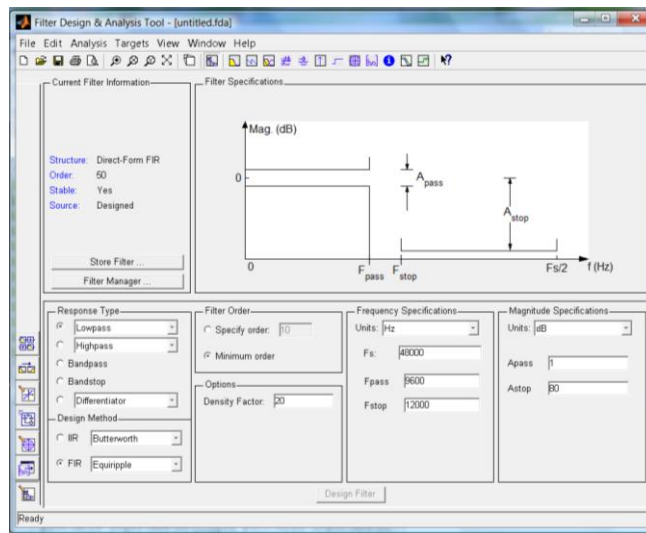 Filter Design & Analysis Tool - [untitled.fda]
File Edit Analysis Targets View Window Help
Current Filter Information
Structure: Direct-Form FIR
Order: 50
Stable: Yes
Source: Designed
Store Filter ...
Filter Manager ...
Filter Specifications
Mag. (dB)
0
A pass
A stop
0
F pass
F stop
Fs/2
f (Hz)
Response Type
Lowpass
Highpass
Bandpass
Bandstop
Differentiator
Design Method
IIR Butterworth
FIR Equiripple
Filter Order
Specify order: 10
Minimum order
Options
Density Factor: 20
Frequency Specifications
Units: Hz
Fs: 48000
Fpass 9600
Fstop 12000
Magnitude Specifications
Units: dB
Apass 1
Astop 80
Design Filter
Ready